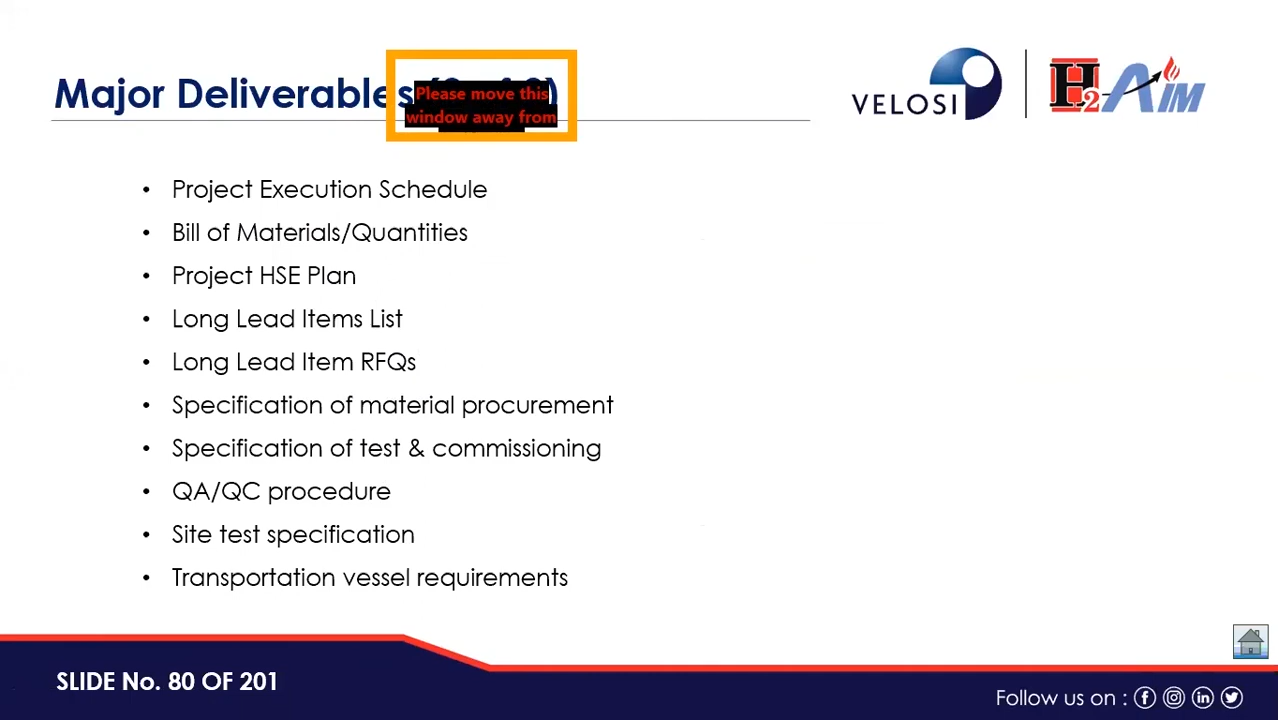 Major Deliverables
Please move this
window away from
VELOSI
H2AIM
• Project Execution Schedule
• Bill of Materials/Quantities
• Project HSE Plan
• Long Lead Items List
• Long Lead Item RFQs
• Specification of material procurement
• Specification of test & commissioning
• QA/QC procedure
• Site test specification
• Transportation vessel requirements
SLIDE No. 80 OF 201
Follow us on :